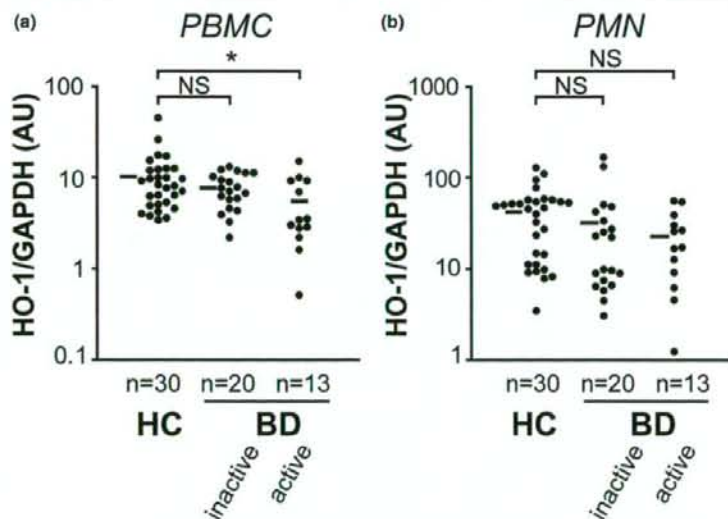 (a) PBMC
HO-1/GAPDH (AU)
100
10
1
0.1
*
NS
n=30 n=20 n=13
HC BD
inactive active
(b) PMN
HO-1/GAPDH (AU)
1000
100
10
1
NS
NS
n=30 n=20 n=13
HC BD
inactive active